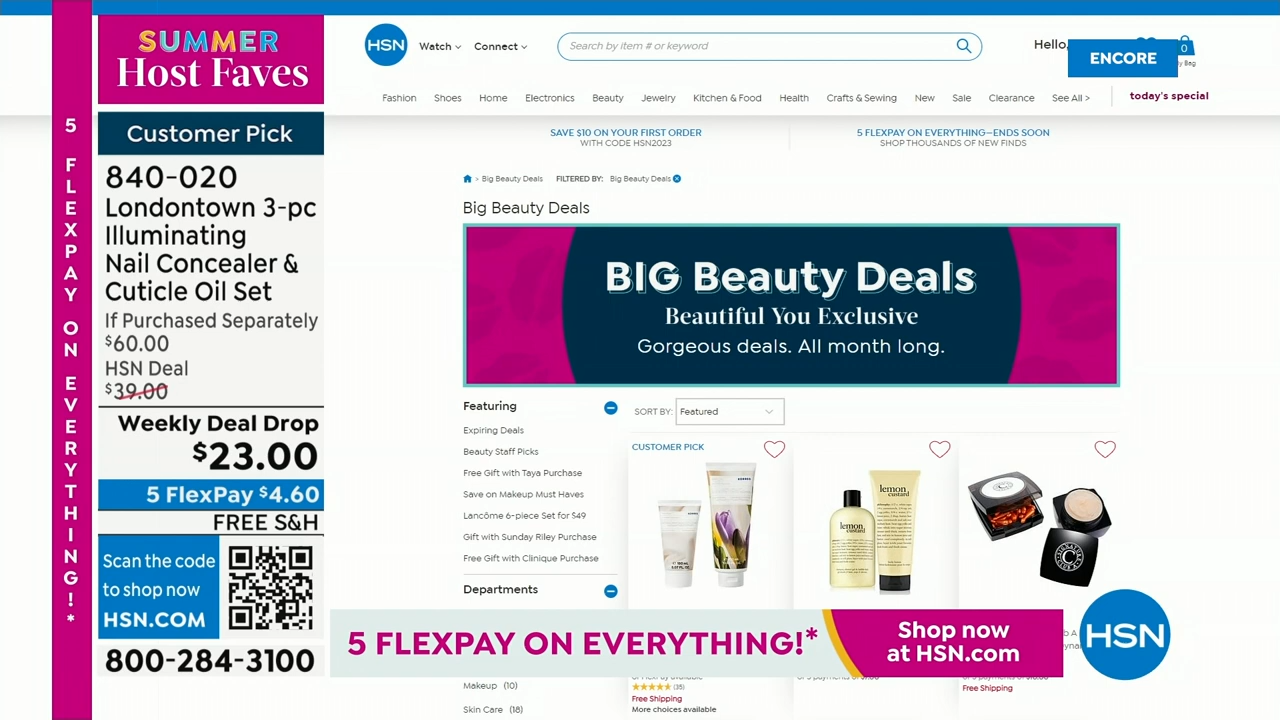 5 FLEXPAY ON EVERYTHING!*
SUMMER
Host Faves
Customer Pick
840-020
Londontown 3-pc
Illuminating
Nail Concealer &
Cuticle Oil Set
If Purchased Separately
$60.00
HSN Deal
$39.00
Weekly Deal Drop
$23.00
5 FlexPay $4.60
FREE S&H
Scan the code
to shop now
HSN.COM
800-284-3100
HSN
Watch
Connect
Search by item # or keyword
Hello,
0
ENCORE
Bag
Fashion Shoes Home Electronics Beauty Jewelry Kitchen & Food Health Crafts & Sewing New Sale Clearance See All > today's special
SAVE $10 ON YOUR FIRST ORDER
WITH CODE HSN2023
5 FLEXPAY ON EVERYTHING—ENDS SOON
SHOP THOUSANDS OF NEW FINDS
> Big Beauty Deals FILTERED BY: Big Beauty Deals
Big Beauty Deals
BIG Beauty Deals
Beautiful You Exclusive
Gorgeous deals. All month long.
Featuring
Expiring Deals
Beauty Staff Picks
Free Gift with Taya Purchase
Save on Makeup Must Haves
Lancôme 6-piece Set for $49
Gift with Sunday Riley Purchase
Free Gift with Clinique Purchase
Departments
Makeup (10)
Skin Care (18)
SORT BY: Featured
CUSTOMER PICK
KORRES
lemon custard
lemon custard
5 FLEXPAY ON EVERYTHING!*
Shop now
at HSN.com
HSN
(35)
Free Shipping
More choices available
Free Shipping